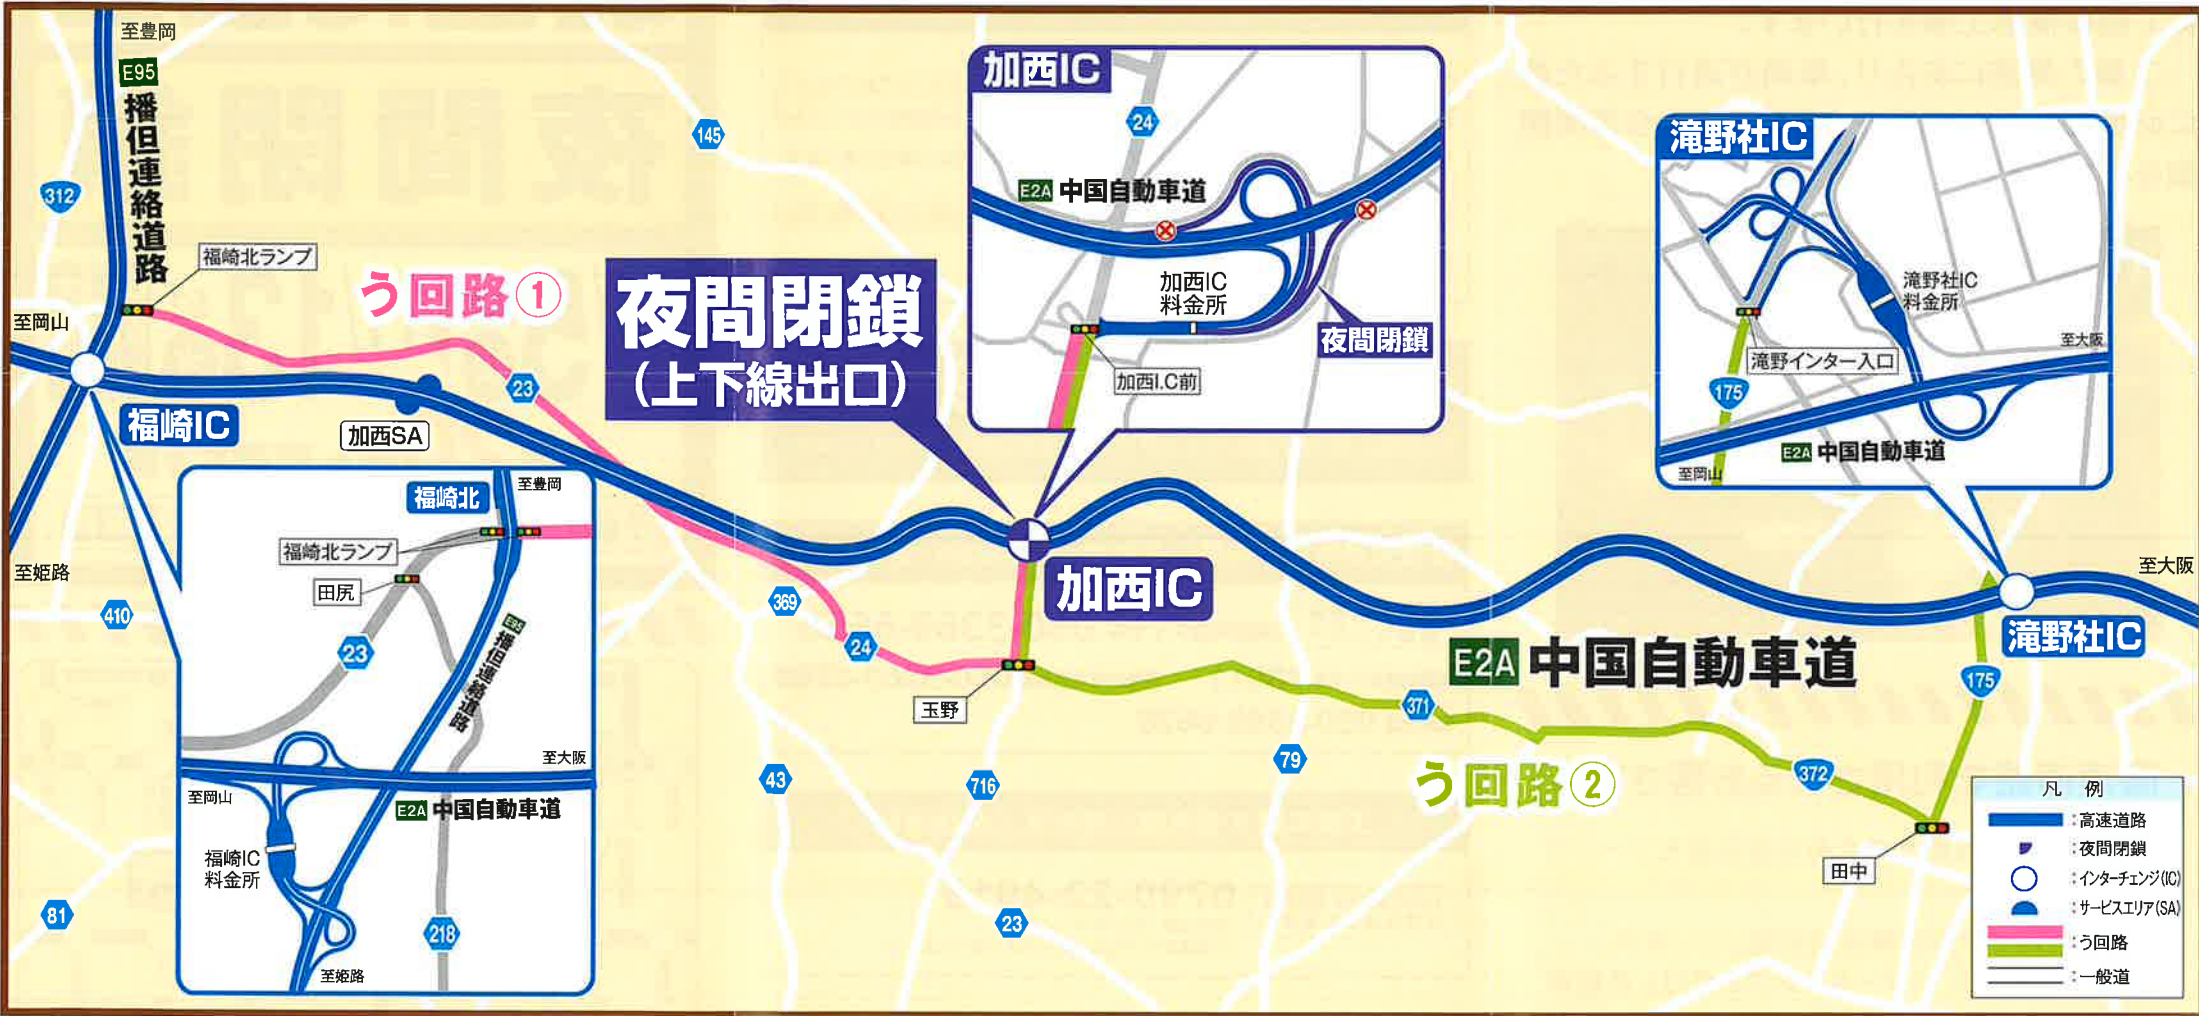 至豊岡
E95
播但連絡道路
312
福崎北ランプ
至岡山
う回路①
23
福崎IC
加西SA
至姫路
410
81
145
夜間閉鎖
(上下線出口)
加西IC
24
E2A 中国自動車道
加西IC
料金所
夜間閉鎖
加西I.C前
滝野社IC
滝野社IC
料金所
至大阪
滝野インター入口
175
E2A 中国自動車道
至岡山
福崎北
至豊岡
福崎北ランプ
田尻
23
E95
播但連絡道路
至大阪
至岡山
E2A 中国自動車道
福崎IC
料金所
218
至姫路
369
24
加西IC
玉野
43
716
23
79
371
E2A 中国自動車道
う回路②
372
田中
175
至大阪
滝野社IC
凡例
:高速道路
:夜間閉鎖
:インターチェンジ(IC)
:サービスエリア(SA)
:う回路
:一般道